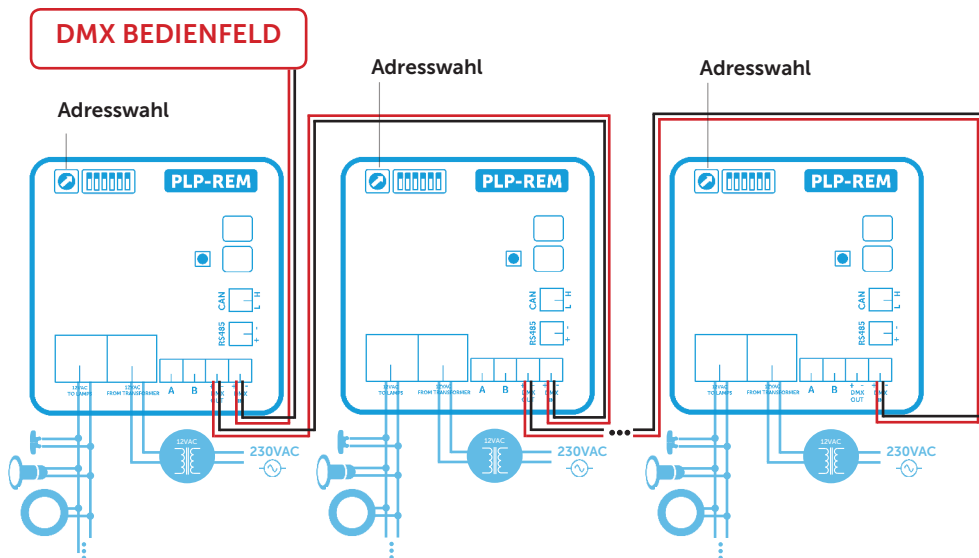 DMX BEDIENFELD
Adresswahl
Adresswahl
Adresswahl
PLP-REM
PLP-REM
PLP-REM
CAN
H
L
CAN
H
L
CAN
H
L
RS485
-
+
RS485
-
+
RS485
-
+
12VAC
TO LAMPS
12VAC
FROM TRANSFORMER
A
B
DMX
OUT
+
DMX
IN
12VAC
TO LAMPS
12VAC
FROM TRANSFORMER
A
B
+
DMX
OUT
+
DMX
IN
12VAC
TO LAMPS
12VAC
FROM TRANSFORMER
A
B
+ -
DMX
OUT
+ -
DMX
IN
12VAC
230VAC
12VAC
230VAC
12VAC
230VAC